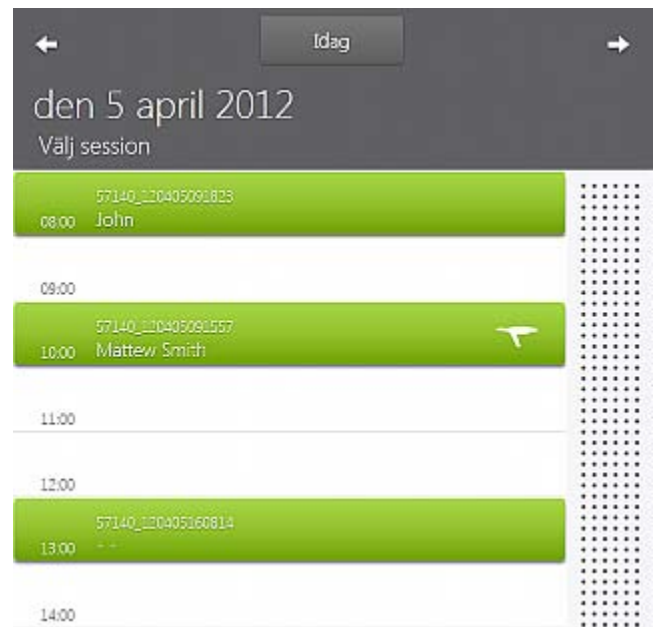 Idag
den 5 april 2012
Välj session
57140_120405091823
08:00 John
09:00
57140_120405091557
10:00 Mattew Smith
11:00
12:00
57140_120405160814
13:00 - -
14:00